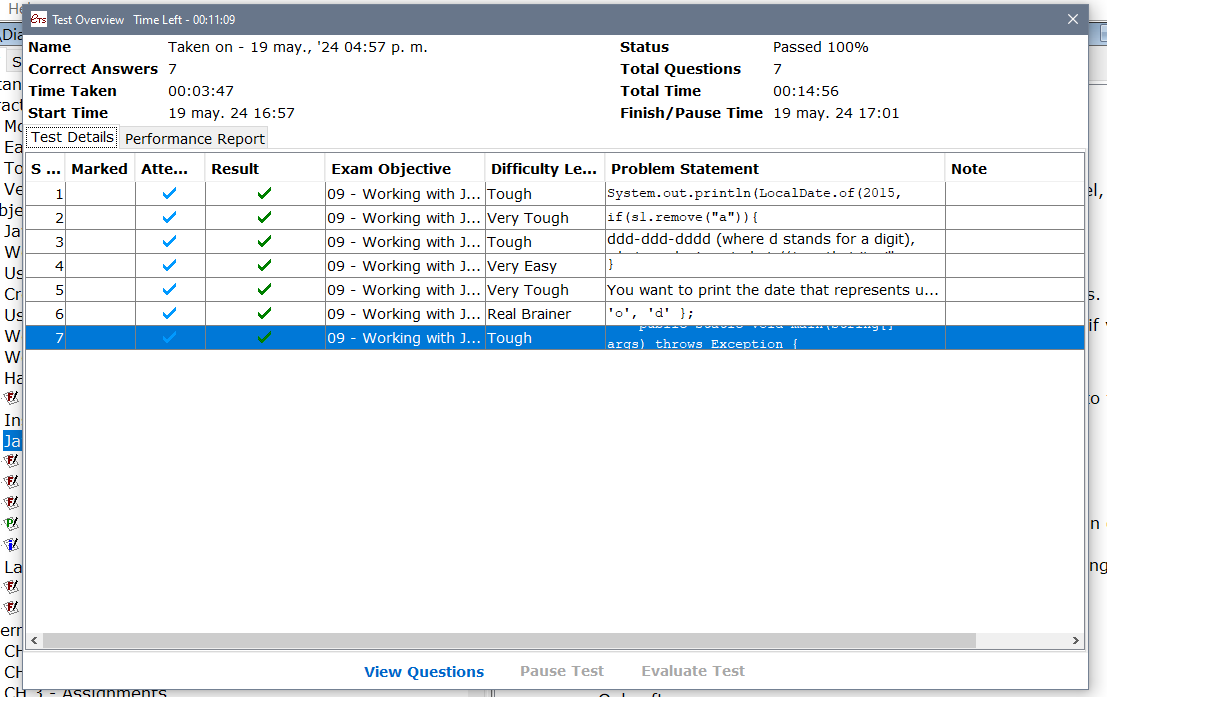 Test Overview Time Left - 00:11:09
Name Taken on - 19 may., '24 04:57 p. m. Status Passed 100%
Correct Answers 7 Total Questions 7
Time Taken 00:03:47 Total Time 00:14:56
Start Time 19 may. 24 16:57 Finish/Pause Time 19 may. 24 17:01
Test Details Performance Report
S ... Marked Atte... Result Exam Objective Difficulty Le... Problem Statement Note
1 09 - Working with J... Tough System.out.println(LocalDate.of(2015,
2 09 - Working with J... Very Tough if(sl.remove("a")){
3 09 - Working with J... Tough ddd-ddd-dddd (where d stands for a digit),
4 09 - Working with J... Very Easy }
5 09 - Working with J... Very Tough You want to print the date that represents u...
6 09 - Working with J... Real Brainer 'o', 'd' };
7 09 - Working with J... Tough public static void main(String[]
args) throws Exception {
View Questions Pause Test Evaluate Test
CH 3 - Assignments